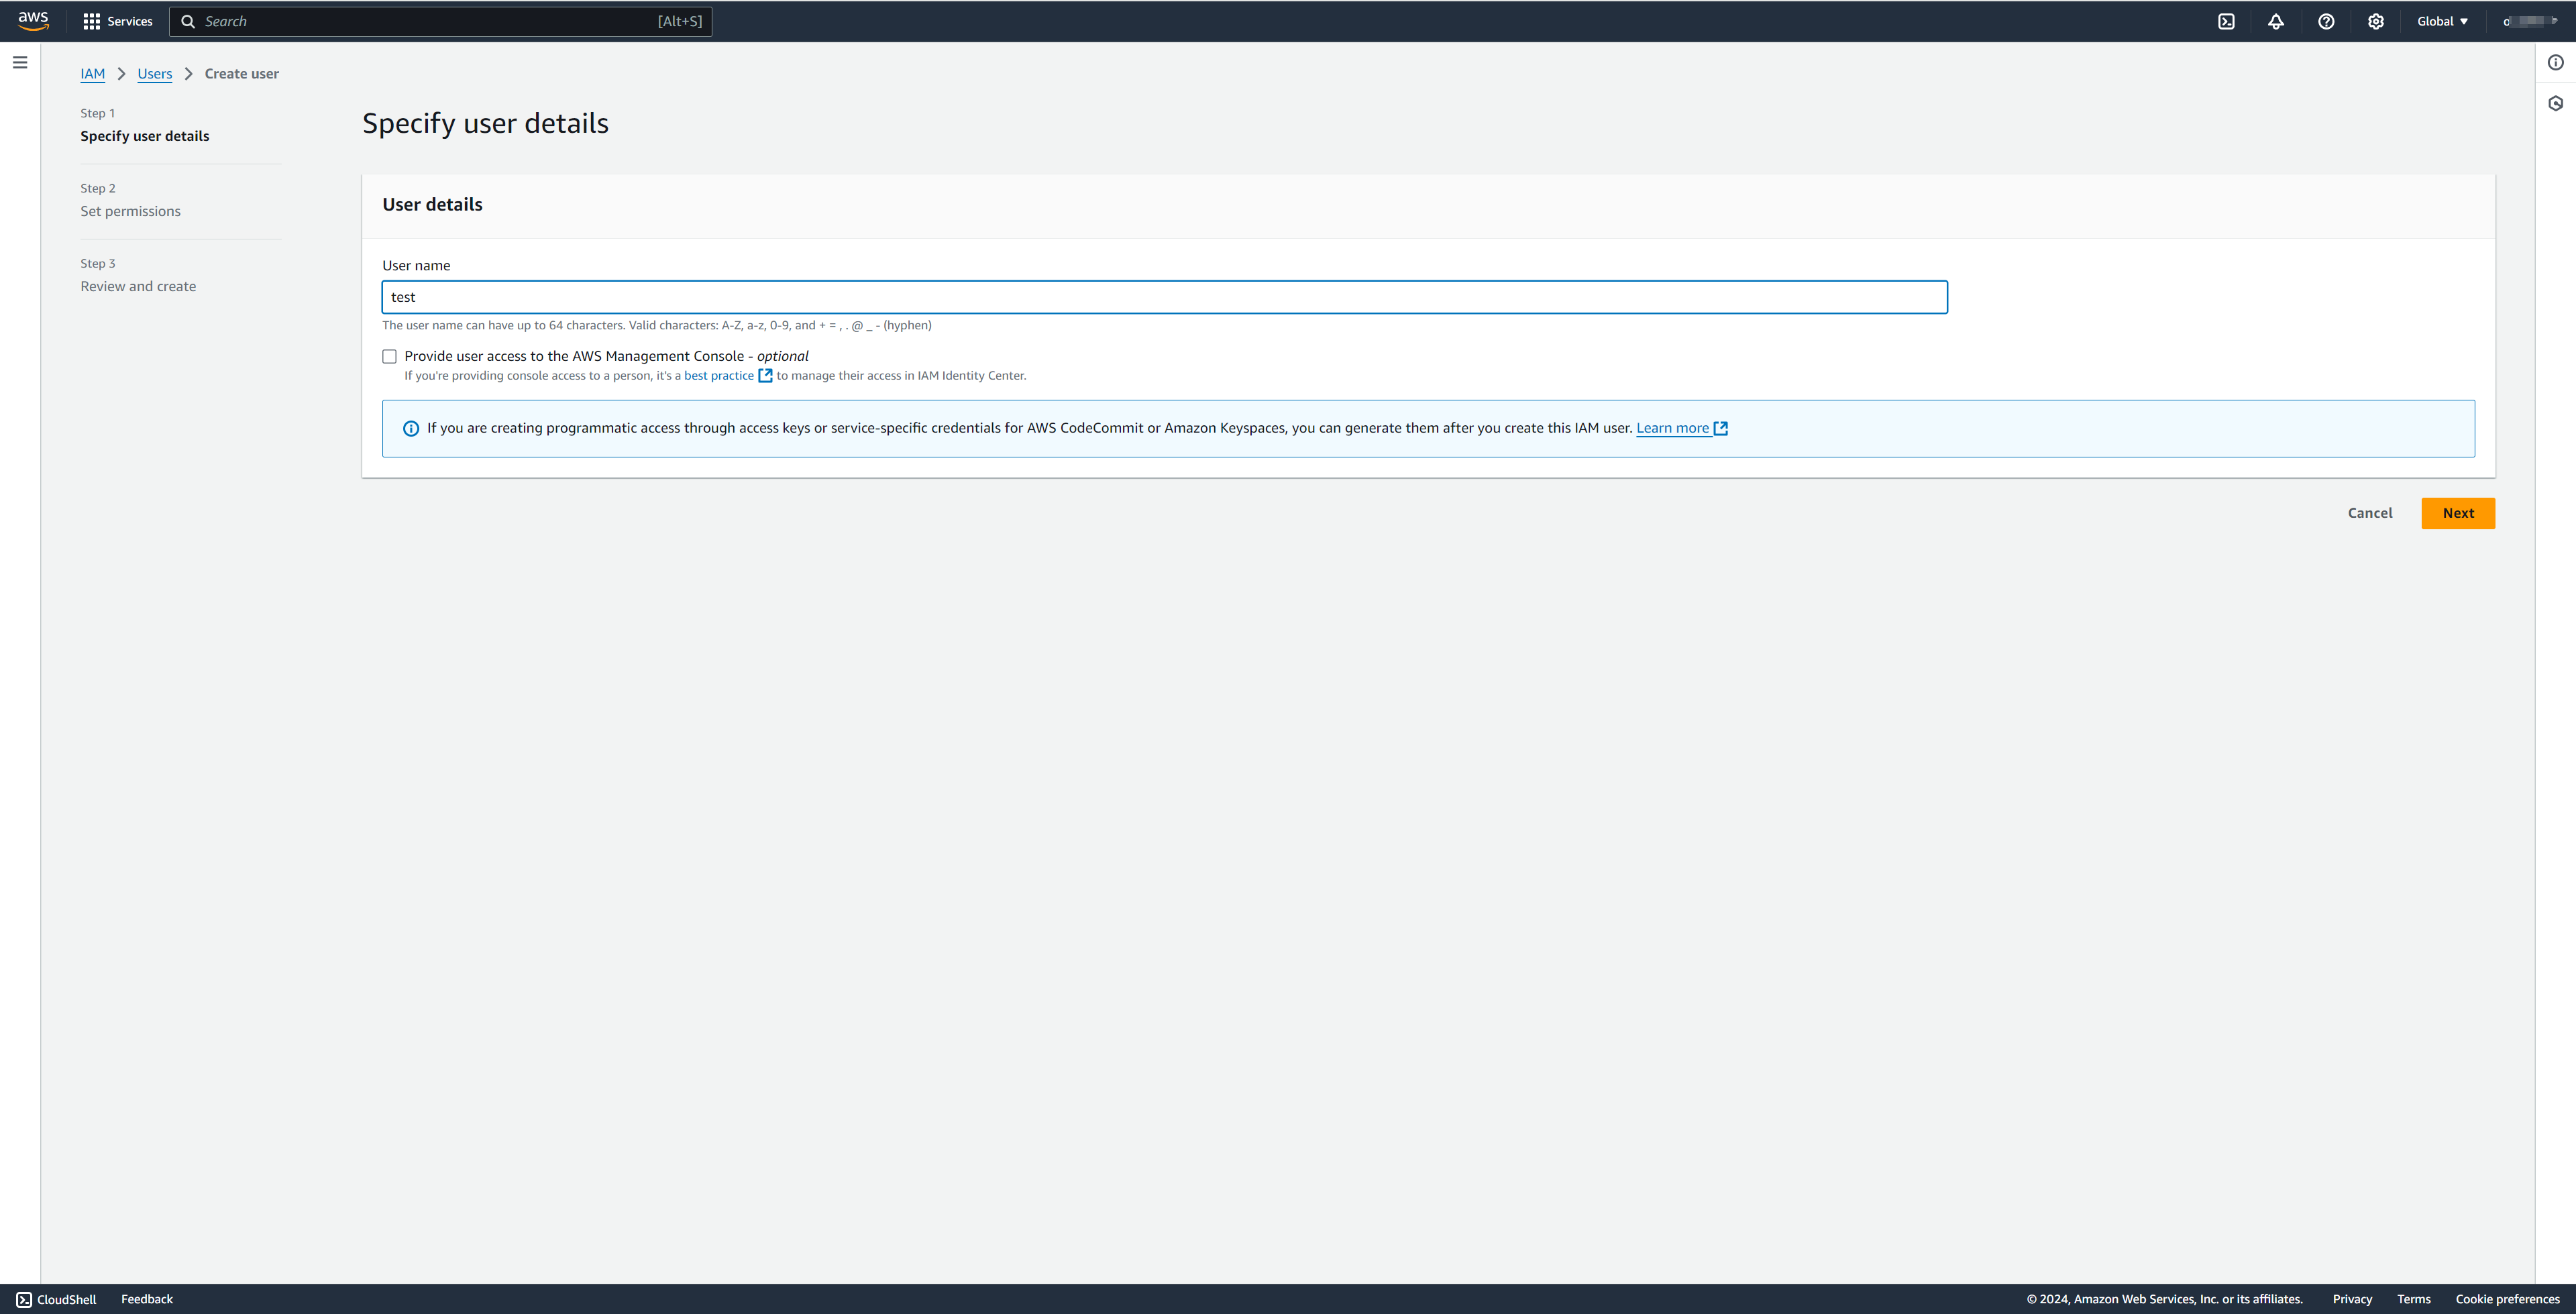 aws
Services
Search
[Alt+S]
Global
IAM
Users
Create user
Step 1
Specify user details
Step 2
Set permissions
Step 3
Review and create
Specify user details
User details
User name
test
The user name can have up to 64 characters. Valid characters: A-Z, a-z, 0-9, and + = , . @ _ - (hyphen)
Provide user access to the AWS Management Console - optional
If you're providing console access to a person, it's a best practice to manage their access in IAM Identity Center.
If you are creating programmatic access through access keys or service-specific credentials for AWS CodeCommit or Amazon Keyspaces, you can generate them after you create this IAM user. Learn more
Cancel
Next
CloudShell
Feedback
© 2024, Amazon Web Services, Inc. or its affiliates.
Privacy
Terms
Cookie preferences